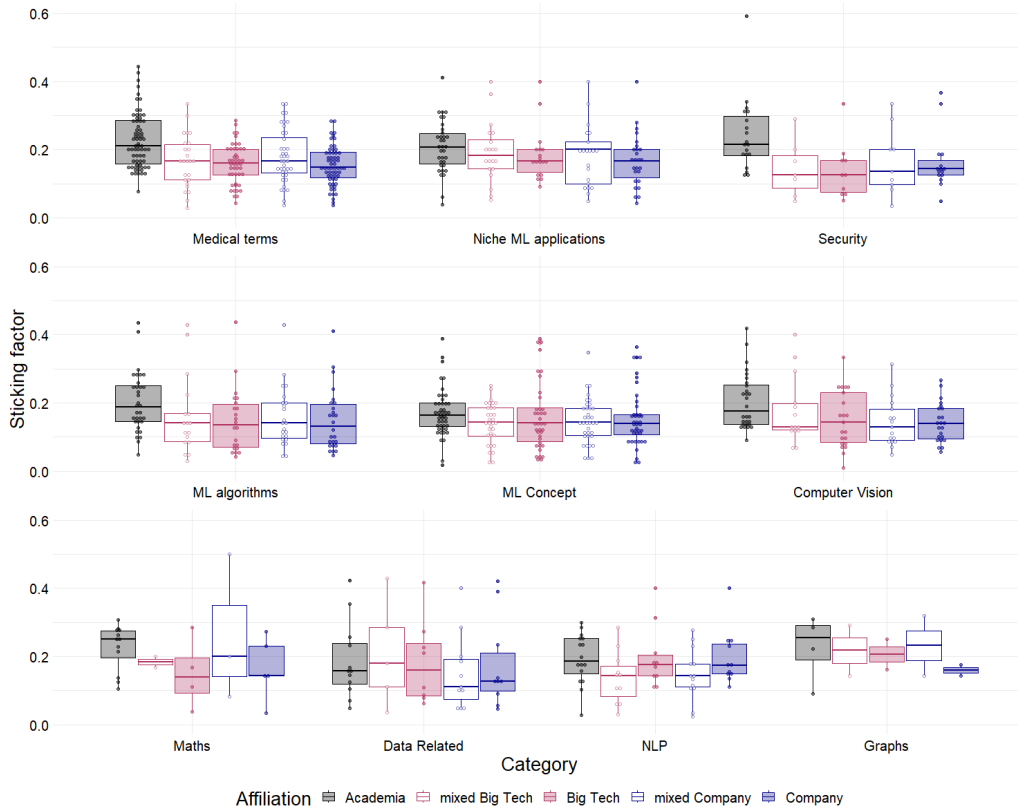 0.6
0.4
0.2
0.0
Medical terms Niche ML applications Security
0.6
0.4
0.2
0.0
ML algorithms ML Concept Computer Vision
Sticking factor
0.6
0.4
0.2
0.0
Maths Data Related NLP Graphs
Category
Affiliation Academia mixed Big Tech Big Tech mixed Company Company